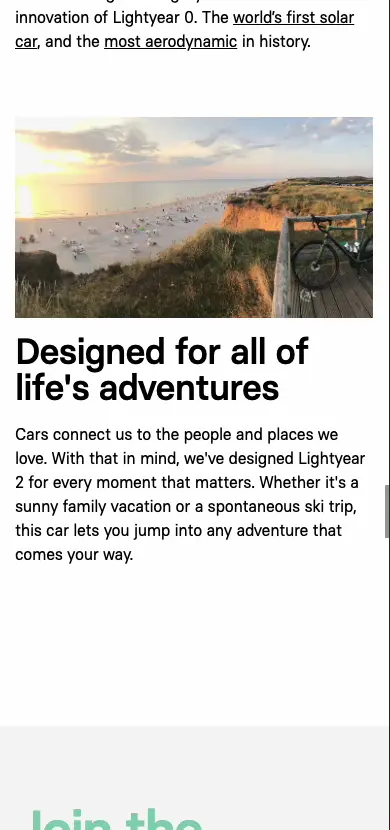 innovation of Lightyear 0. The world's first solar
car, and the most aerodynamic in history.
Designed for all of
life's adventures
Cars connect us to the people and places we
love. With that in mind, we've designed Lightyear
2 for every moment that matters. Whether it's a
sunny family vacation or a spontaneous ski trip,
this car lets you jump into any adventure that
comes your way.
Join the